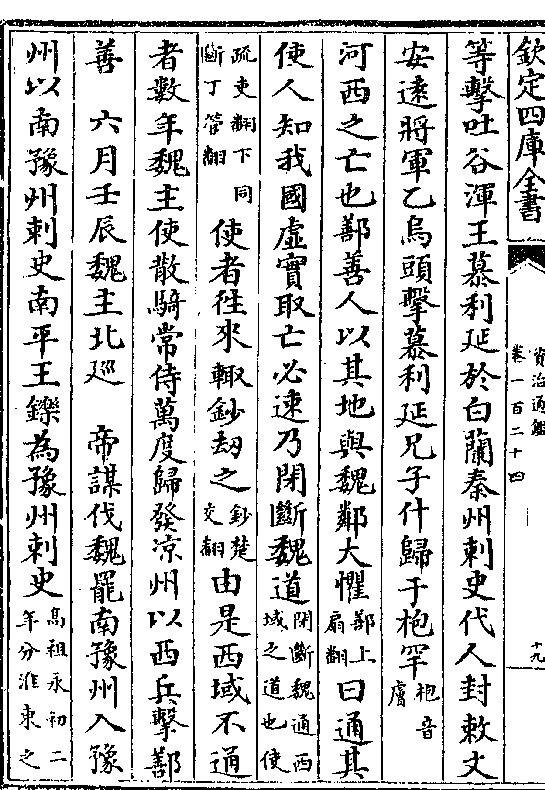 欽定四庫全書
資治通鑑
卷一百二十四
十九
等擊吐谷渾王慕利延於白蘭秦州刺史代人封敕文
安逺將軍乙烏頭擊慕利延兄子什歸于枹罕枹音膚
河西之亡也鄯善人以其地與魏鄰大懼鄯上扇翻曰通其
使人知我國虛實取亡必速乃閉斷魏道閉斷魏通西域之道也使
疏吏翻下同斷丁管翻使者徃來輙鈔刼之鈔楚交翻由是西域不通
者數年魏主使散騎常侍萬度歸發凉州以西兵擊鄯
善 六月壬辰魏主北廵 帝謀伐魏罷南豫州入豫
州以南豫州刺史南平王鑠為豫州刺史髙祖永初二年分淮東之